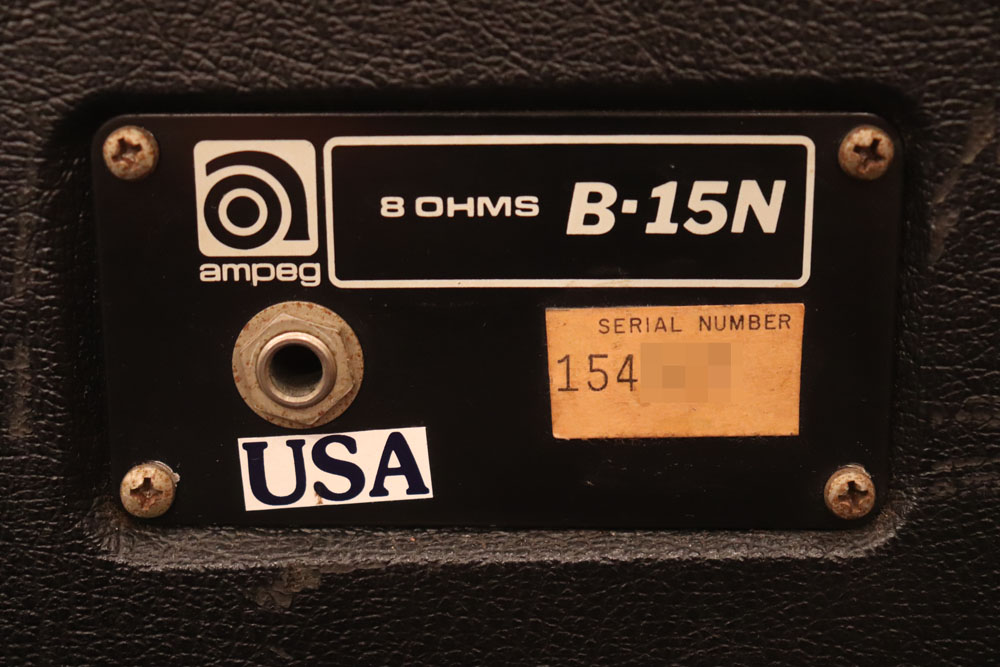 ampeg
8 OHMS B-15N
SERIAL NUMBER
154
USA